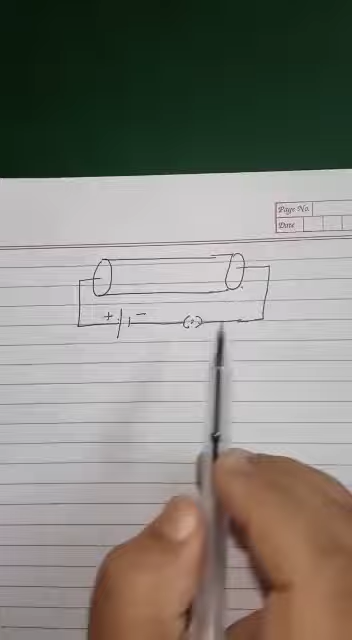 Page No.
Date
+ −
(·)